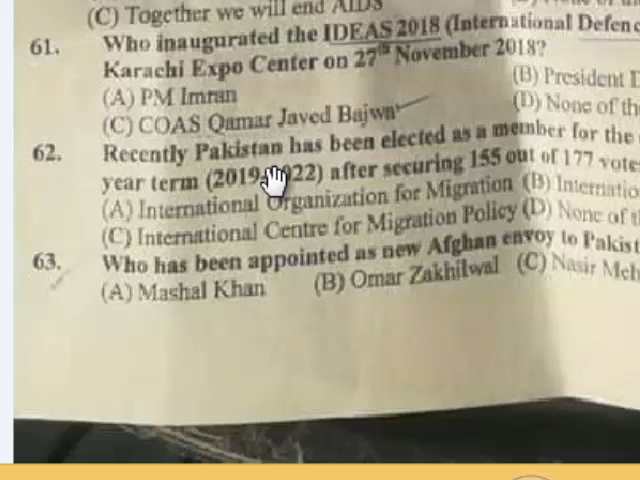 (C) Together we will end AIDS
61. Who inaugurated the IDEAS 2018 (International Defenc
Karachi Expo Center on 27th November 2018?
(A) PM Imran (B) President
(C) COAS Qamar Javed Bajwa (D) None of th
62. Recently Pakistan has been elected as a member for the
year term (2019-2022) after securing 155 out of 177 vote
(A) International Organization for Migration (B) Internatio
(C) International Centre for Migration Policy (D) None of t
63. Who has been appointed as new Afghan envoy to Pakist
(A) Mashal Khan (B) Omar Zakhilwal (C) Nasir Meh